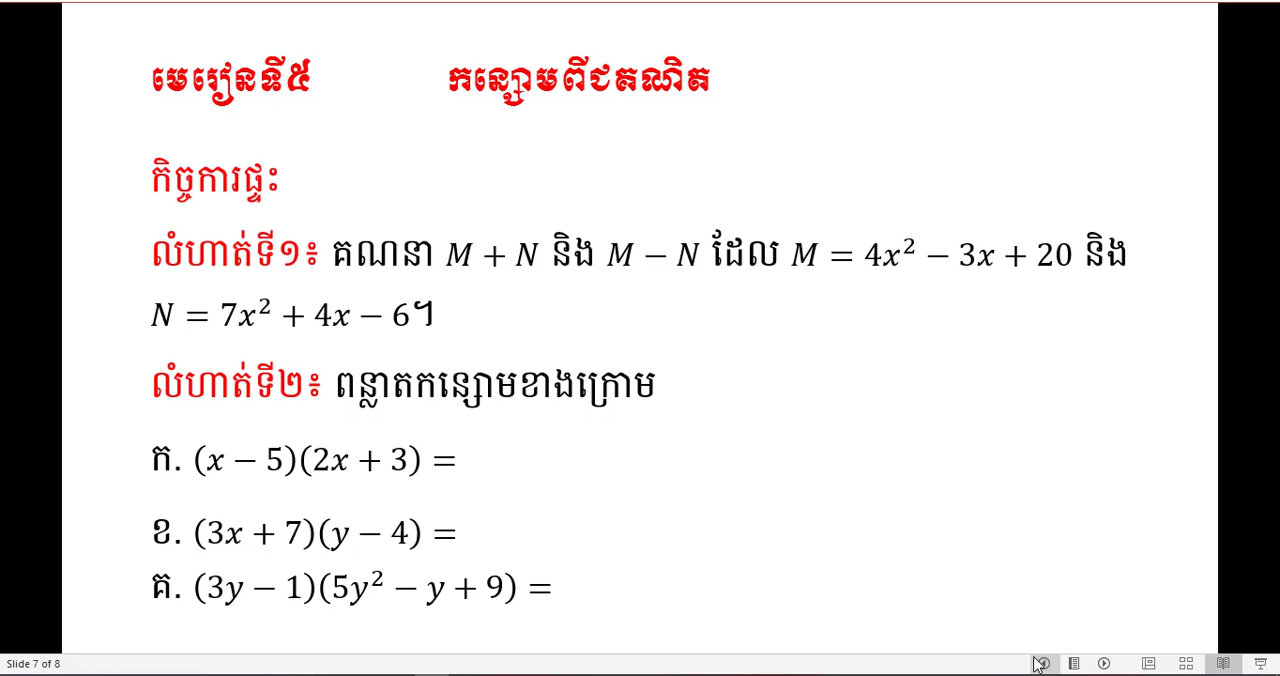 មេរៀនទី៥ កន្សោមពីជគណិត
កិច្ចការផ្ទះ
លំហាត់ទី១៖ គណនា M + N និង M − N ដែល M = 4x² − 3x + 20 និង
N = 7x² + 4x − 6។
លំហាត់ទី២៖ ពន្លាតកន្សោមខាងក្រោម
ក. (x − 5)(2x + 3) =
ខ. (3x + 7)(y − 4) =
គ. (3y − 1)(5y² − y + 9) =
Slide 7 of 8